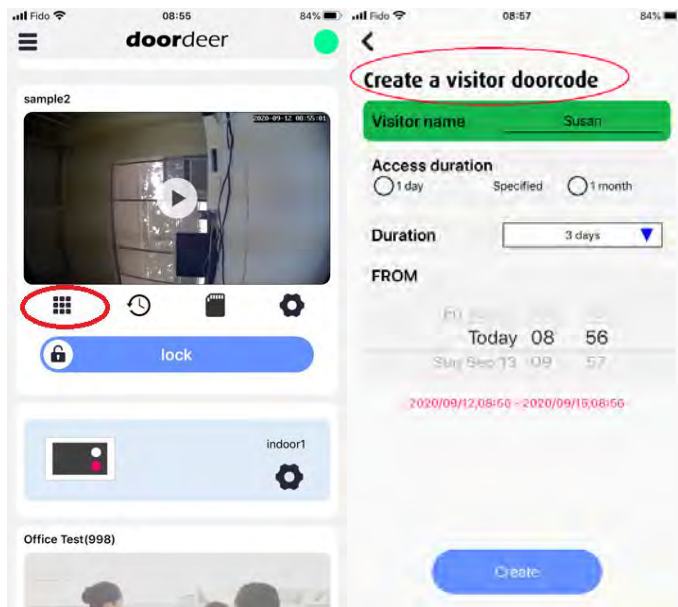 Fido 08:55 84%
doordeer
sample2
2020-09-12 08:55:01
lock
indoor1
Office Test(998)
Fido 08:57 84%
Create a visitor doorcode
Visitor name Susan
Access duration
1 day Specified 1 month
Duration 3 days
FROM
Today 08 56
Sun Sep 13 09 57
2020/09/12,08:56 - 2020/09/15,08:56
Create